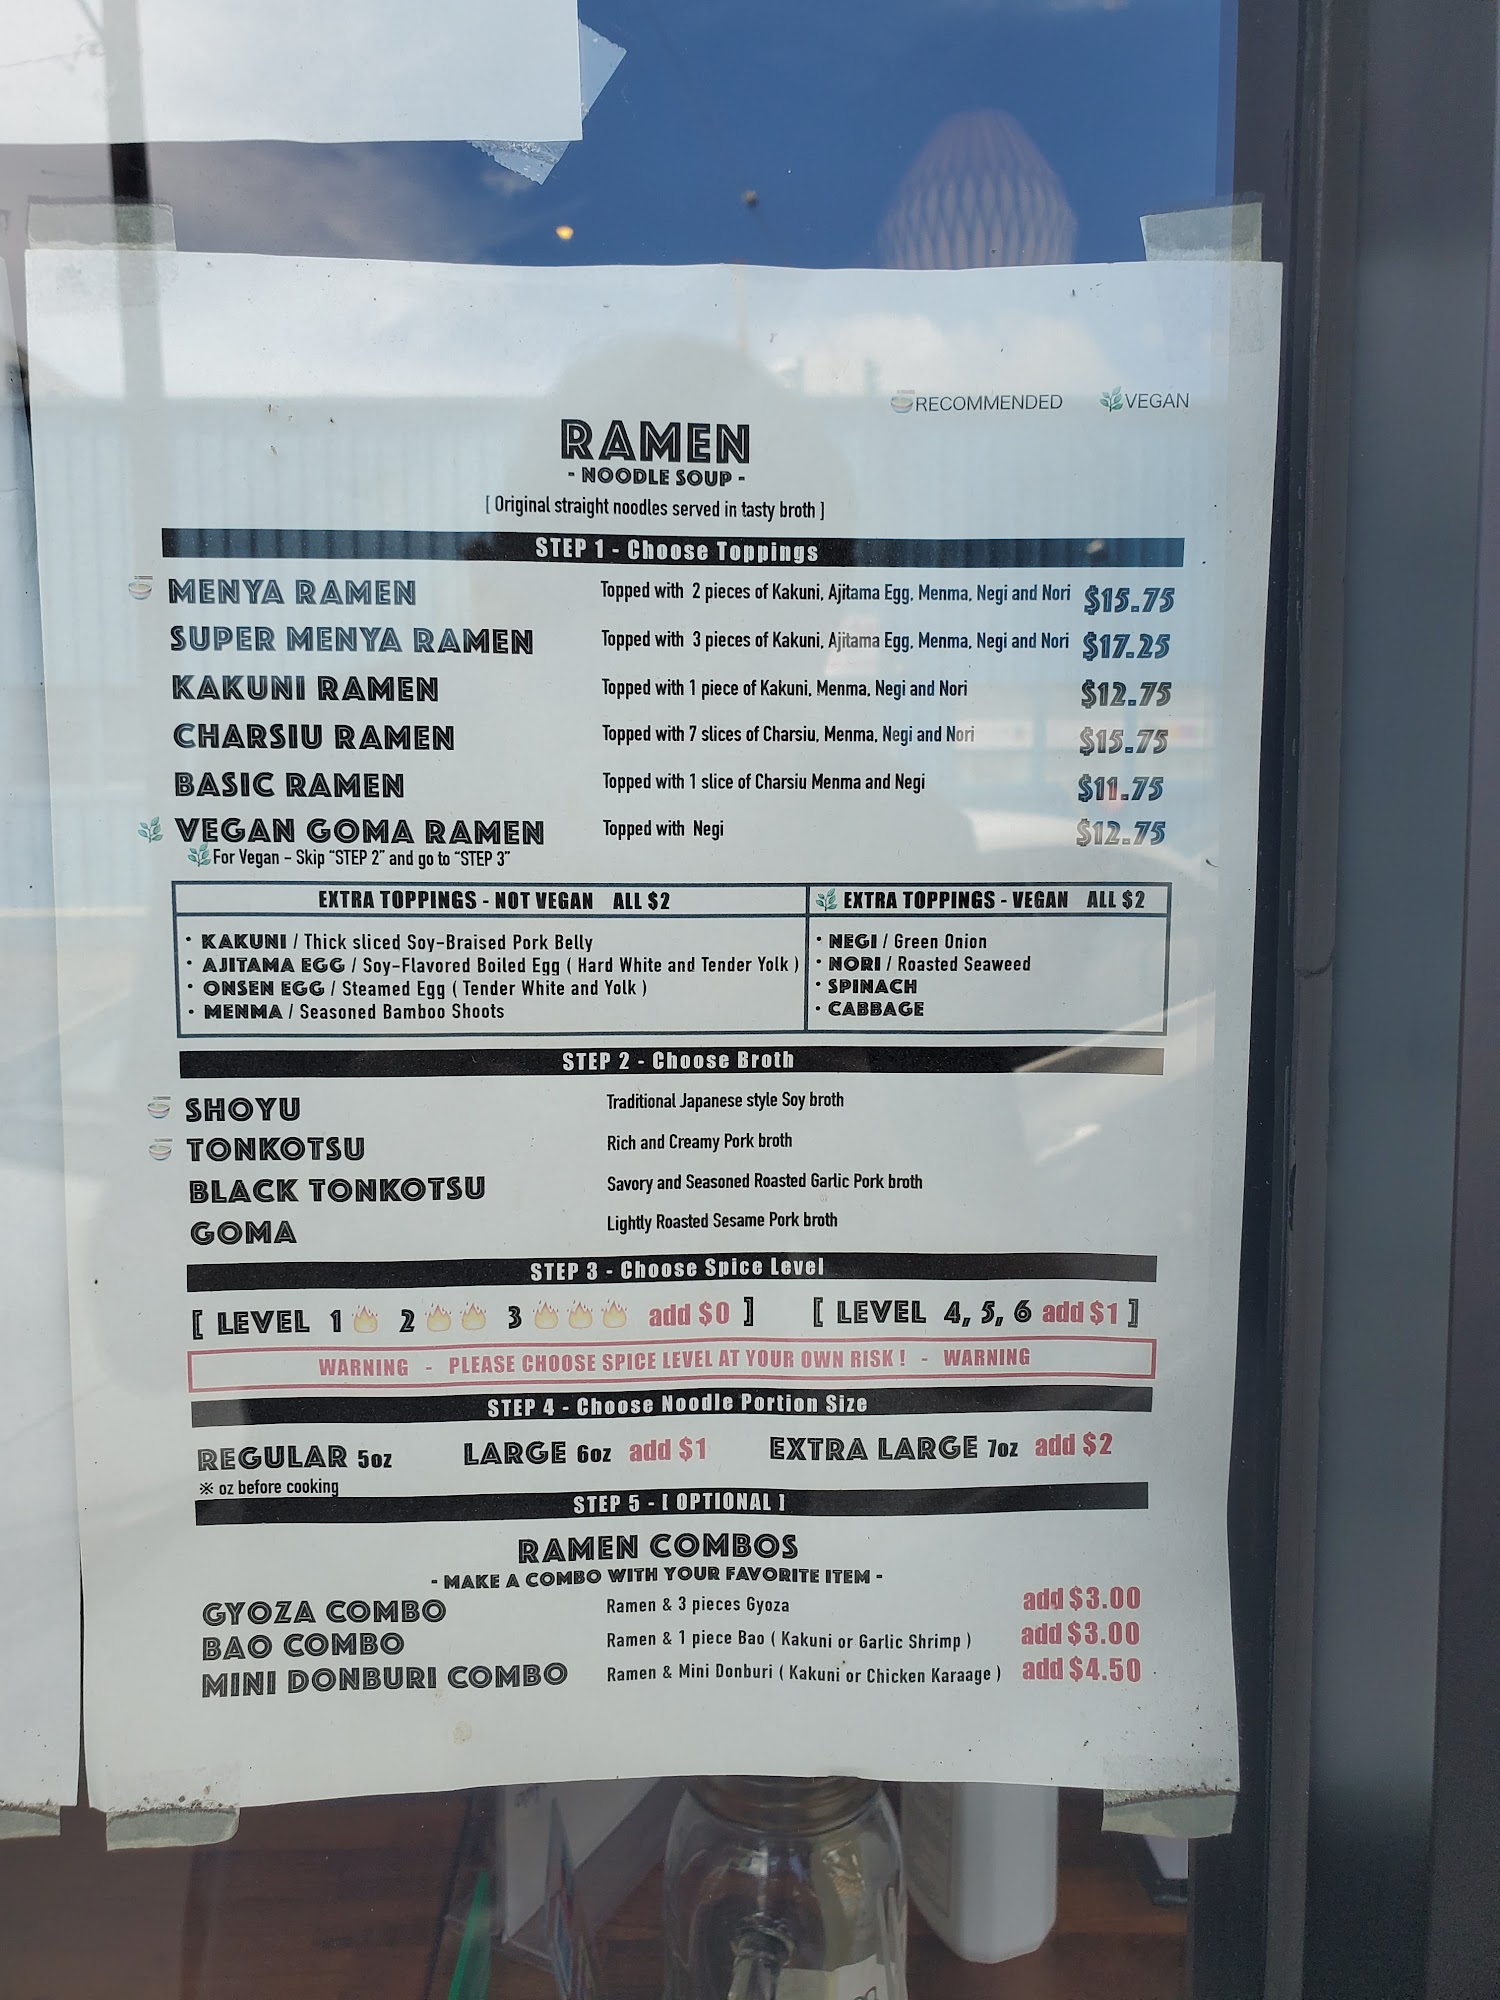 RECOMMENDED VEGAN
RAMEN
- NOODLE SOUP -
[ Original straight noodles served in tasty broth ]
STEP 1 - Choose Toppings
MENYA RAMEN Topped with 2 pieces of Kakuni, Ajitama Egg, Menma, Negi and Nori $15.75
SUPER MENYA RAMEN Topped with 3 pieces of Kakuni, Ajitama Egg, Menma, Negi and Nori $17.25
KAKUNI RAMEN Topped with 1 piece of Kakuni, Menma, Negi and Nori $12.75
CHARSIU RAMEN Topped with 7 slices of Charsiu, Menma, Negi and Nori $15.75
BASIC RAMEN Topped with 1 slice of Charsiu Menma and Negi $11.75
VEGAN GOMA RAMEN Topped with Negi $12.75
For Vegan - Skip "STEP 2" and go to "STEP 3"
EXTRA TOPPINGS - NOT VEGAN ALL $2
• KAKUNI / Thick sliced Soy-Braised Pork Belly
• AJITAMA EGG / Soy-Flavored Boiled Egg ( Hard White and Tender Yolk )
• ONSEN EGG / Steamed Egg ( Tender White and Yolk )
• MENMA / Seasoned Bamboo Shoots
EXTRA TOPPINGS - VEGAN ALL $2
• NEGI / Green Onion
• NORI / Roasted Seaweed
• SPINACH
• CABBAGE
STEP 2 - Choose Broth
SHOYU Traditional Japanese style Soy broth
TONKOTSU Rich and Creamy Pork broth
BLACK TONKOTSU Savory and Seasoned Roasted Garlic Pork broth
GOMA Lightly Roasted Sesame Pork broth
STEP 3 - Choose Spice Level
[ LEVEL 1 2 3 add $0 ] [ LEVEL 4, 5, 6 add $1 ]
WARNING - PLEASE CHOOSE SPICE LEVEL AT YOUR OWN RISK ! - WARNING
STEP 4 - Choose Noodle Portion Size
REGULAR 5oz LARGE 6oz add $1 EXTRA LARGE 7oz add $2
※ oz before cooking
STEP 5 - [ OPTIONAL ]
RAMEN COMBOS
- MAKE A COMBO WITH YOUR FAVORITE ITEM -
GYOZA COMBO Ramen & 3 pieces Gyoza add $3.00
BAO COMBO Ramen & 1 piece Bao ( Kakuni or Garlic Shrimp ) add $3.00
MINI DONBURI COMBO Ramen & Mini Donburi ( Kakuni or Chicken Karaage ) add $4.50